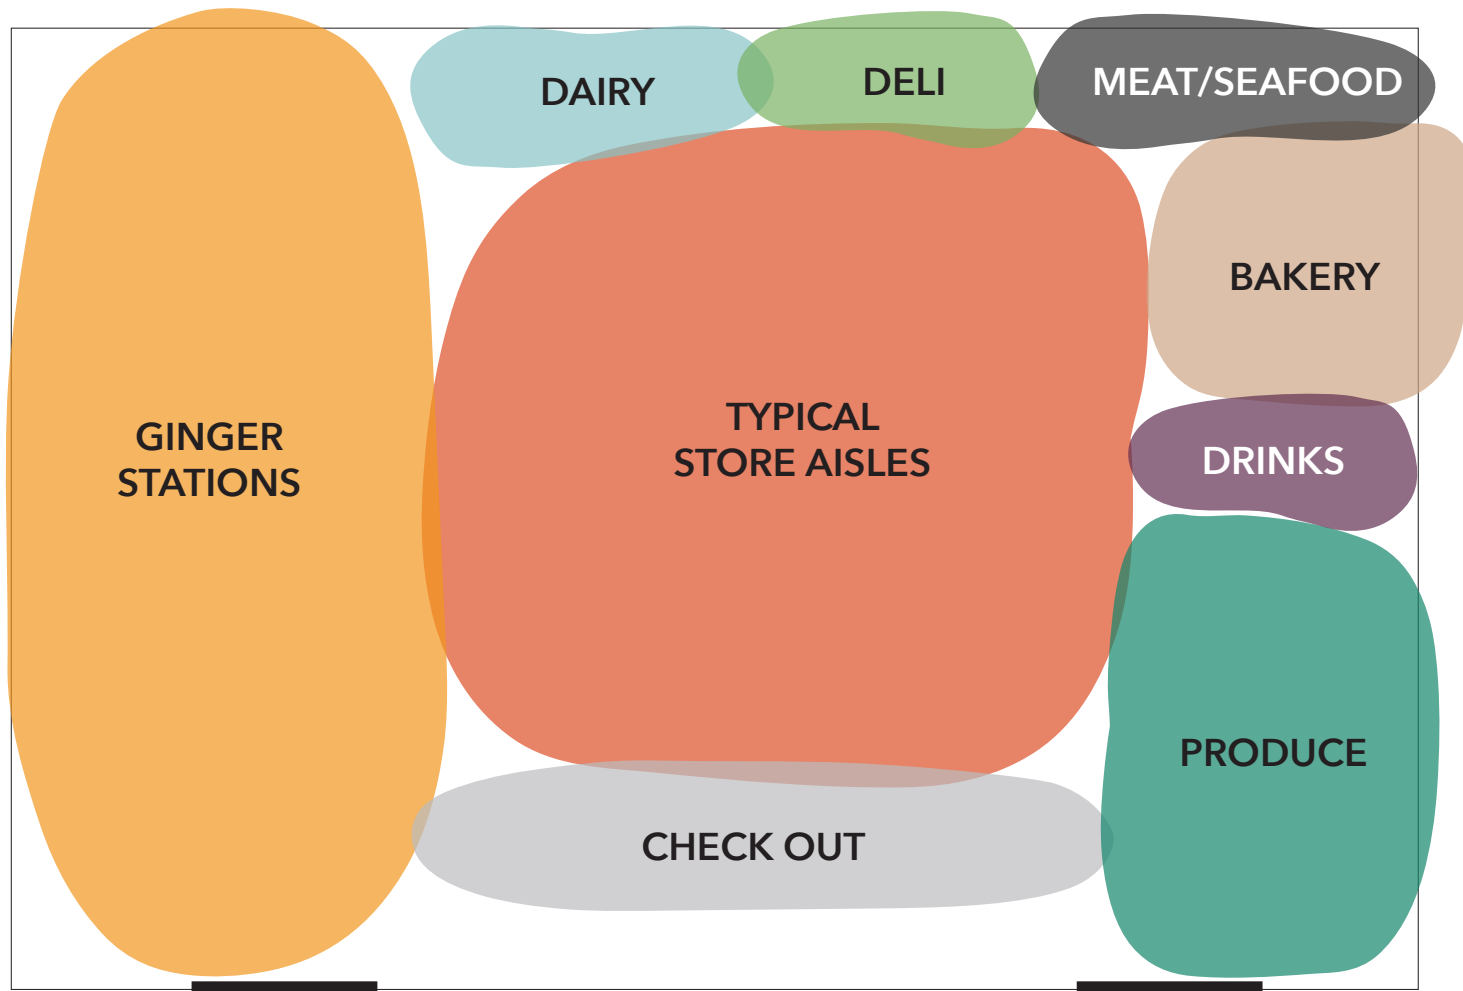 DAIRY
DELI
MEAT/SEAFOOD
BAKERY
GINGER
STATIONS
TYPICAL
STORE AISLES
DRINKS
PRODUCE
CHECK OUT